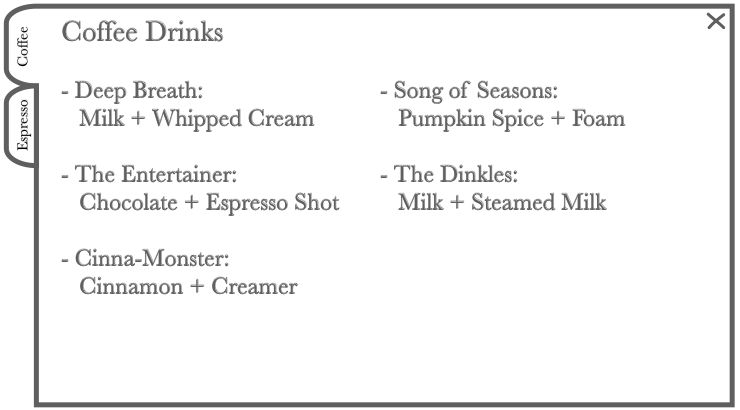 Coffee
Espresso
Coffee Drinks
- Deep Breath:
Milk + Whipped Cream
- The Entertainer:
Chocolate + Espresso Shot
- Cinna-Monster:
Cinnamon + Creamer
- Song of Seasons:
Pumpkin Spice + Foam
- The Dinkles:
Milk + Steamed Milk